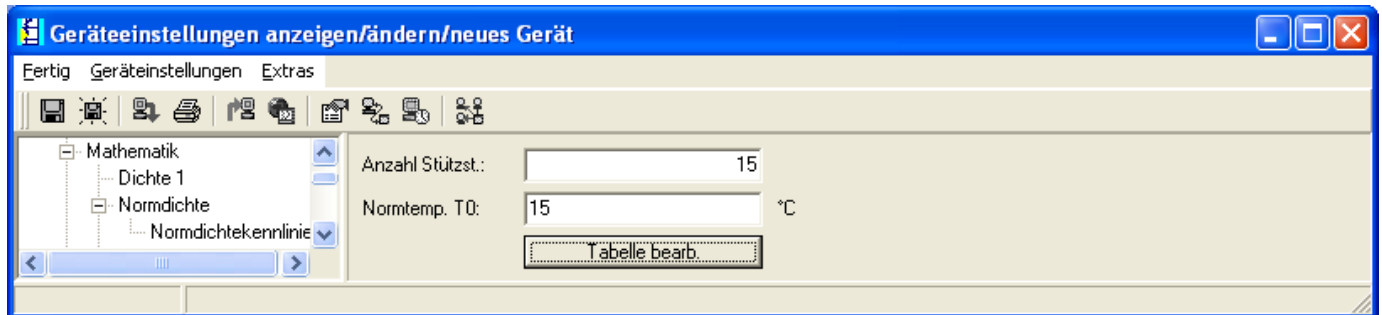 Geräteeinstellungen anzeigen/ändern/neues Gerät
Fertig Geräteinstellungen Extras
Mathematik
Dichte 1
Normdichte
Normdichtekennlinie
Anzahl Stützst.: 15
Normtemp. T0: 15 °C
Tabelle bearb.